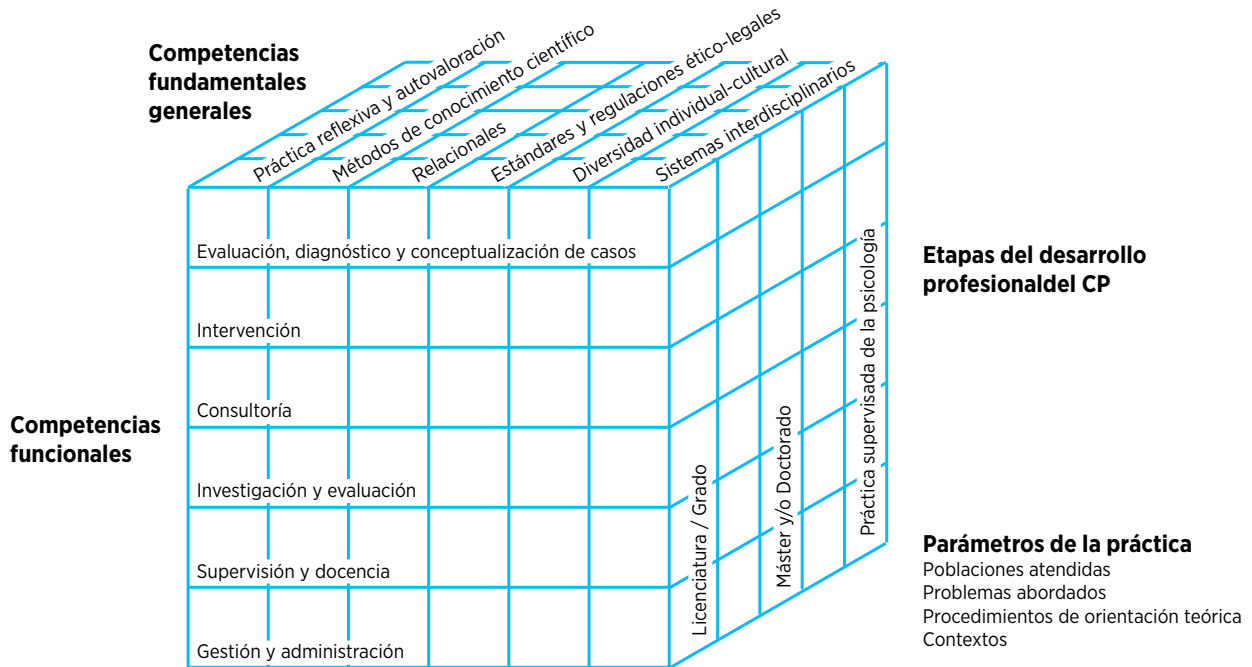 Competencias
fundamentales
generales
Práctica reflexiva y autovaloración
Métodos de conocimiento científico
Relacionales
Estándares y regulaciones ético-legales
Diversidad individual-cultural
Sistemas interdisciplinarios
Competencias
funcionales
Evaluación, diagnóstico y conceptualización de casos
Intervención
Consultoría
Investigación y evaluación
Supervisión y docencia
Gestión y administración
Licenciatura / Grado
Máster y/o Doctorado
Práctica supervisada de la psicología
Etapas del desarrollo
profesionaldel CP
Parámetros de la práctica
Poblaciones atendidas
Problemas abordados
Procedimientos de orientación teórica
Contextos